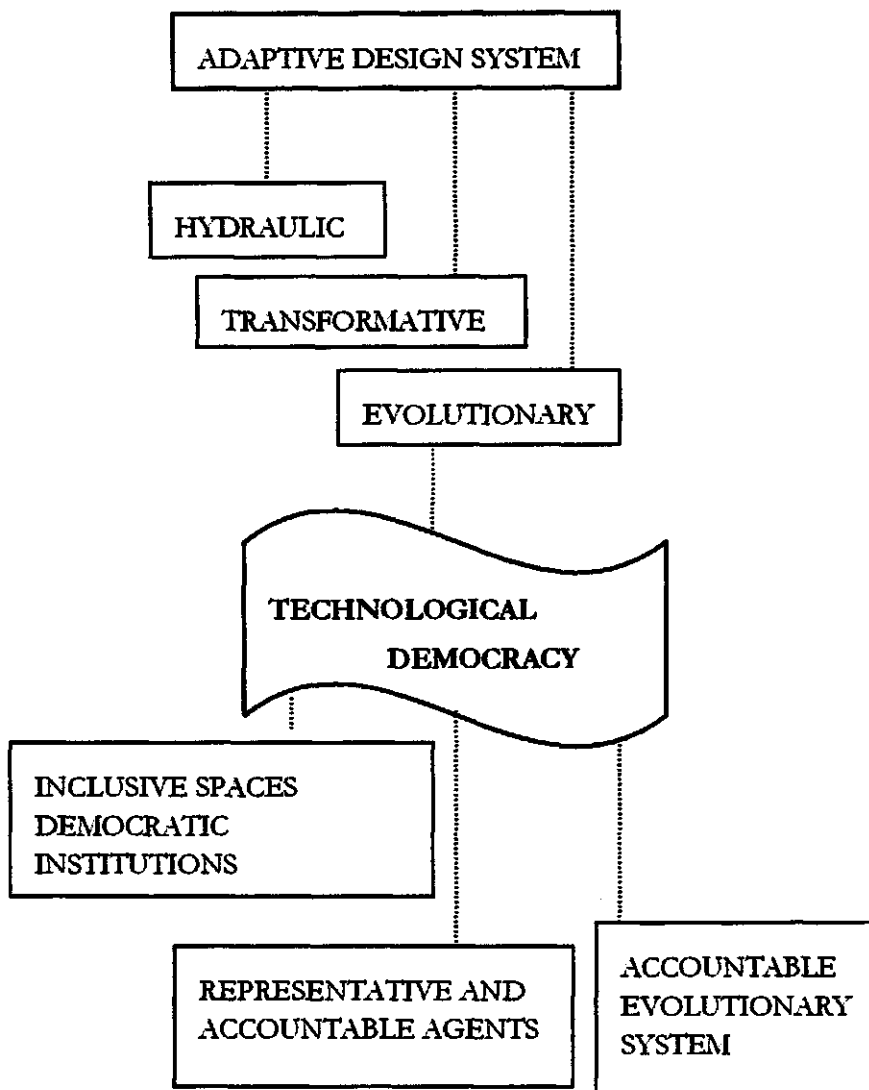 ADAPTIVE DESIGN SYSTEM
HYDRAULIC
TRANSFORMATIVE
EVOLUTIONARY
TECHNOLOGICAL
DEMOCRACY
INCLUSIVE SPACES
DEMOCRATIC
INSTITUTIONS
REPRESENTATIVE AND
ACCOUNTABLE AGENTS
ACCOUNTABLE
EVOLUTIONARY
SYSTEM